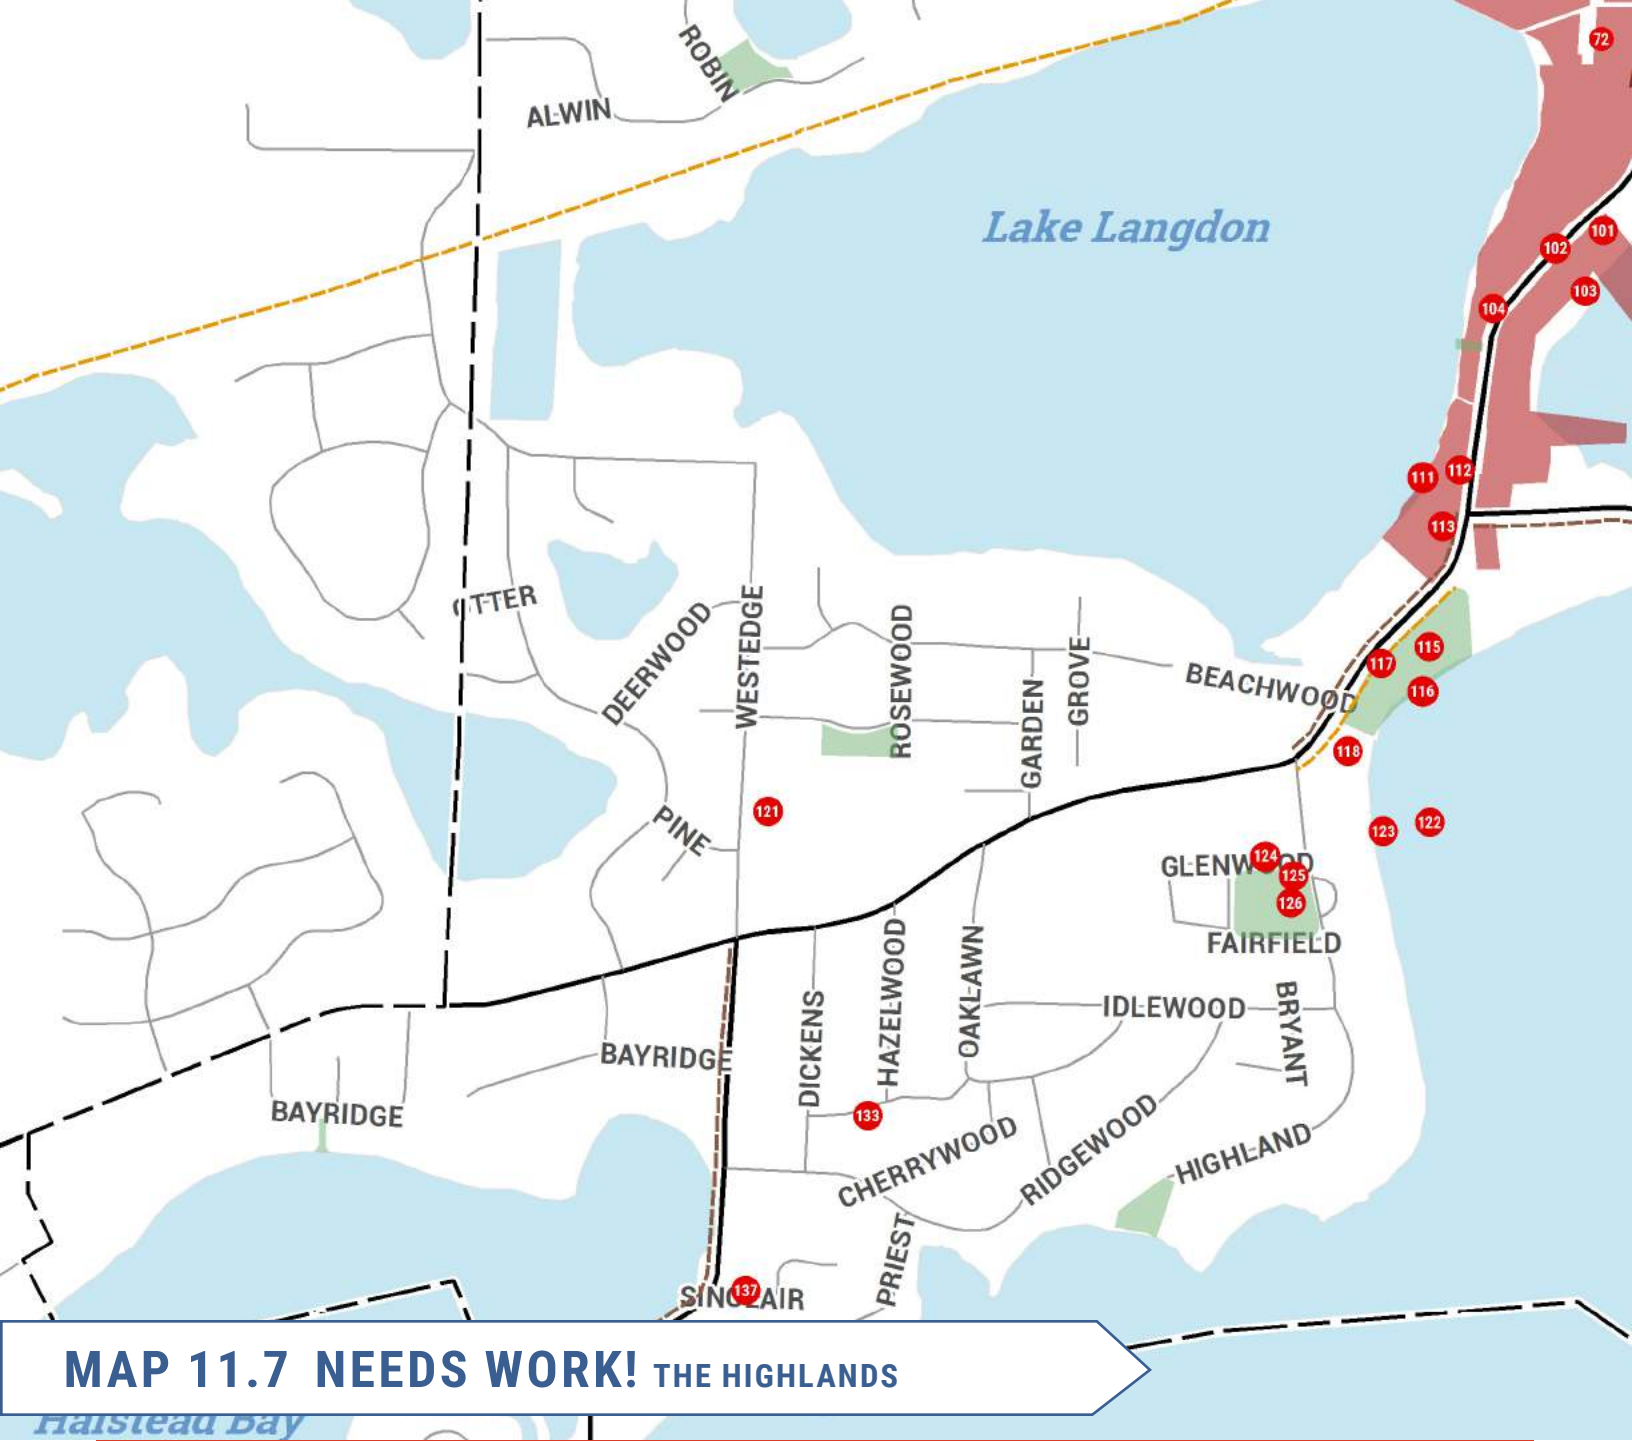 72
ROBIN
ALWIN
Lake Langdon
101
102
103
104
111
112
113
OTTER
DEERWOOD
WESTEDGE
ROSEWOOD
GARDEN
GROVE
BEACHWOOD
115
117
116
118
121
PINE
122
123
124
GLENWOOD
125
126
FAIRFIELD
DICKENS
HAZELWOOD
OAKLAWN
IDLEWOOD
BRYANT
BAYRIDGE
BAYRIDGE
133
CHERRYWOOD
RIDGEWOOD
HIGHLAND
PRIEST
137
SINCLAIR
MAP 11.7 NEEDS WORK! THE HIGHLANDS
Halstead Bay